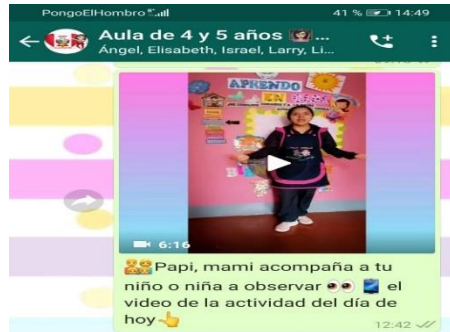 PongoElHombro
41 % 14:49
Aula de 4 y 5 años 👩...
Ángel, Elisabeth, Israel, Larry, Li...
APRENDO
EN
6:16
🥺🥺Papi, mami acompaña a tu
niño o niña a observar 👀 📱 el
video de la actividad del día de
hoy👆
12:42